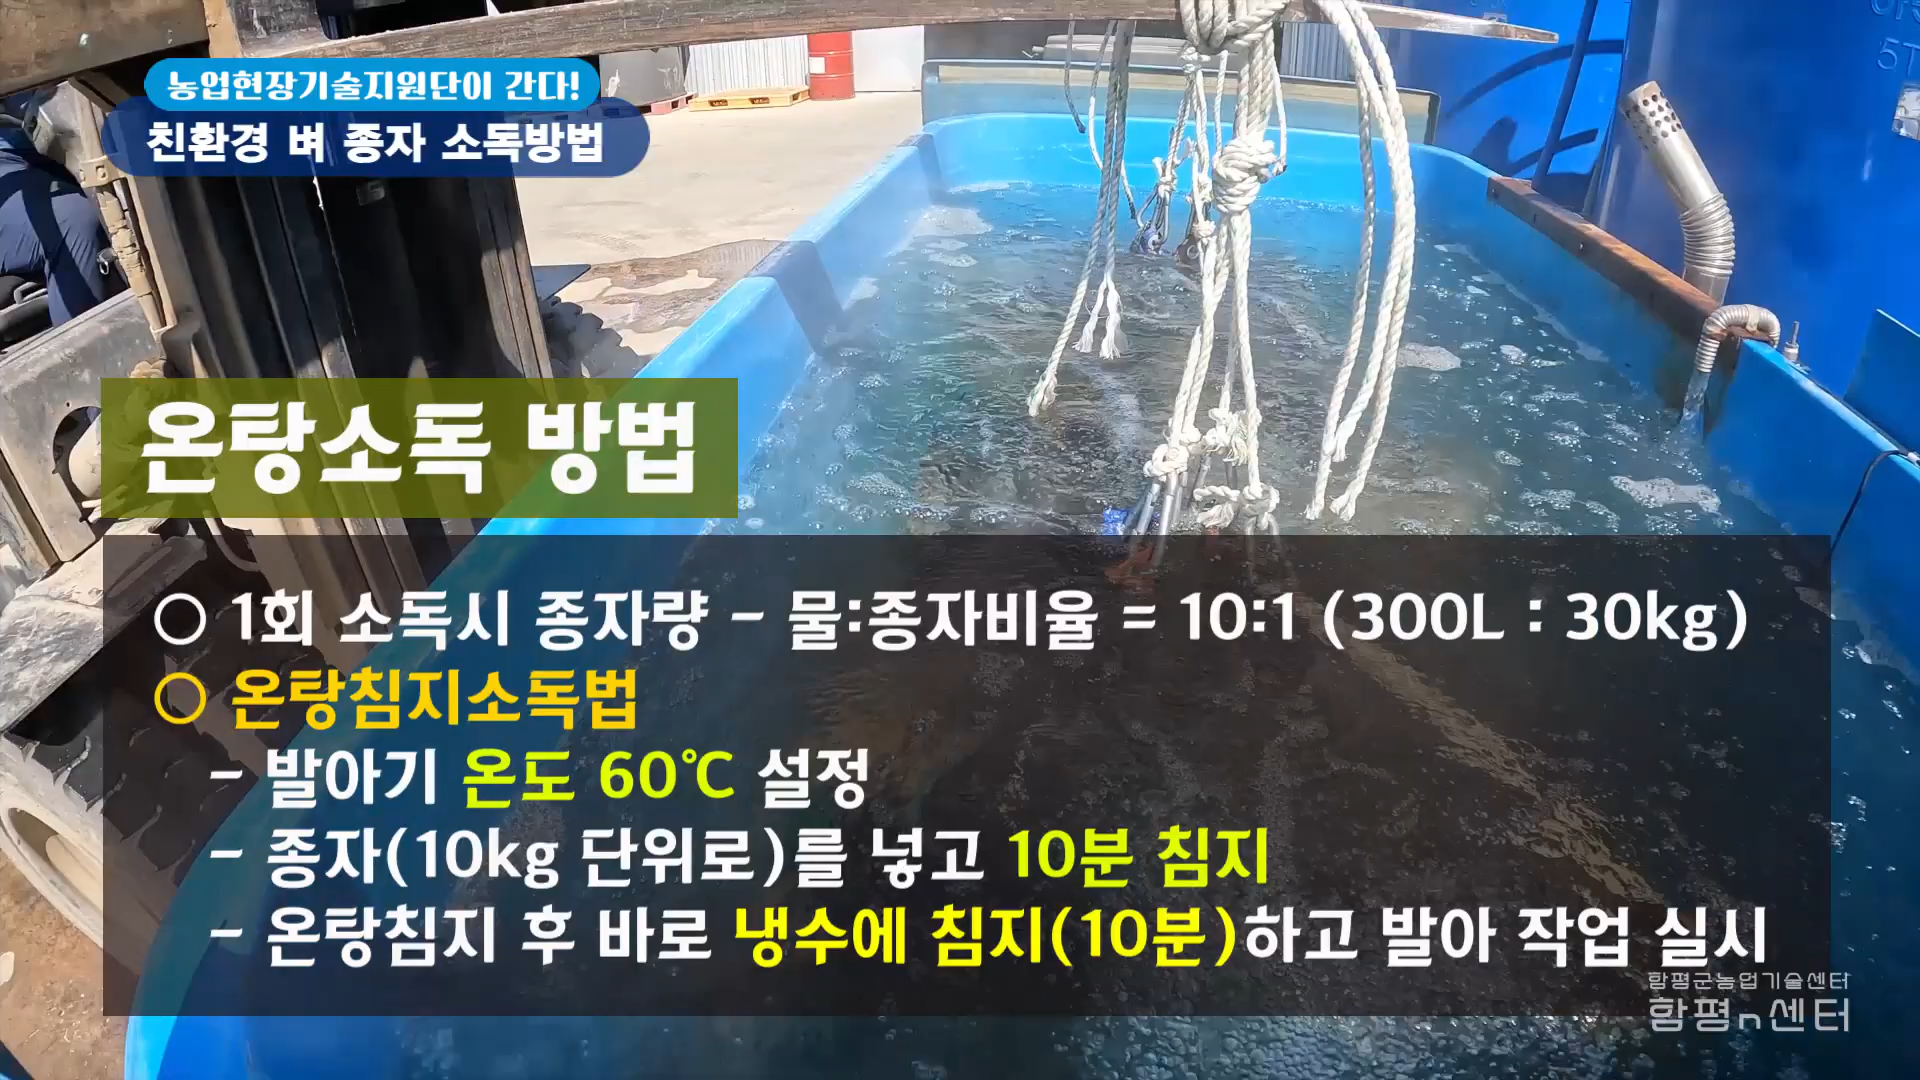 농업현장기술지원단이 간다!
친환경 벼 종자 소독방법
온탕소독 방법
○ 1회 소독시 종자량 - 물:종자비율 = 10:1 (300L : 30kg)
○ 온탕침지소독법
- 발아기 온도 60℃ 설정
- 종자(10kg 단위로)를 넣고 10분 침지
- 온탕침지 후 바로 냉수에 침지(10분)하고 발아 작업 실시
함평군농업기술센터
함평n센터